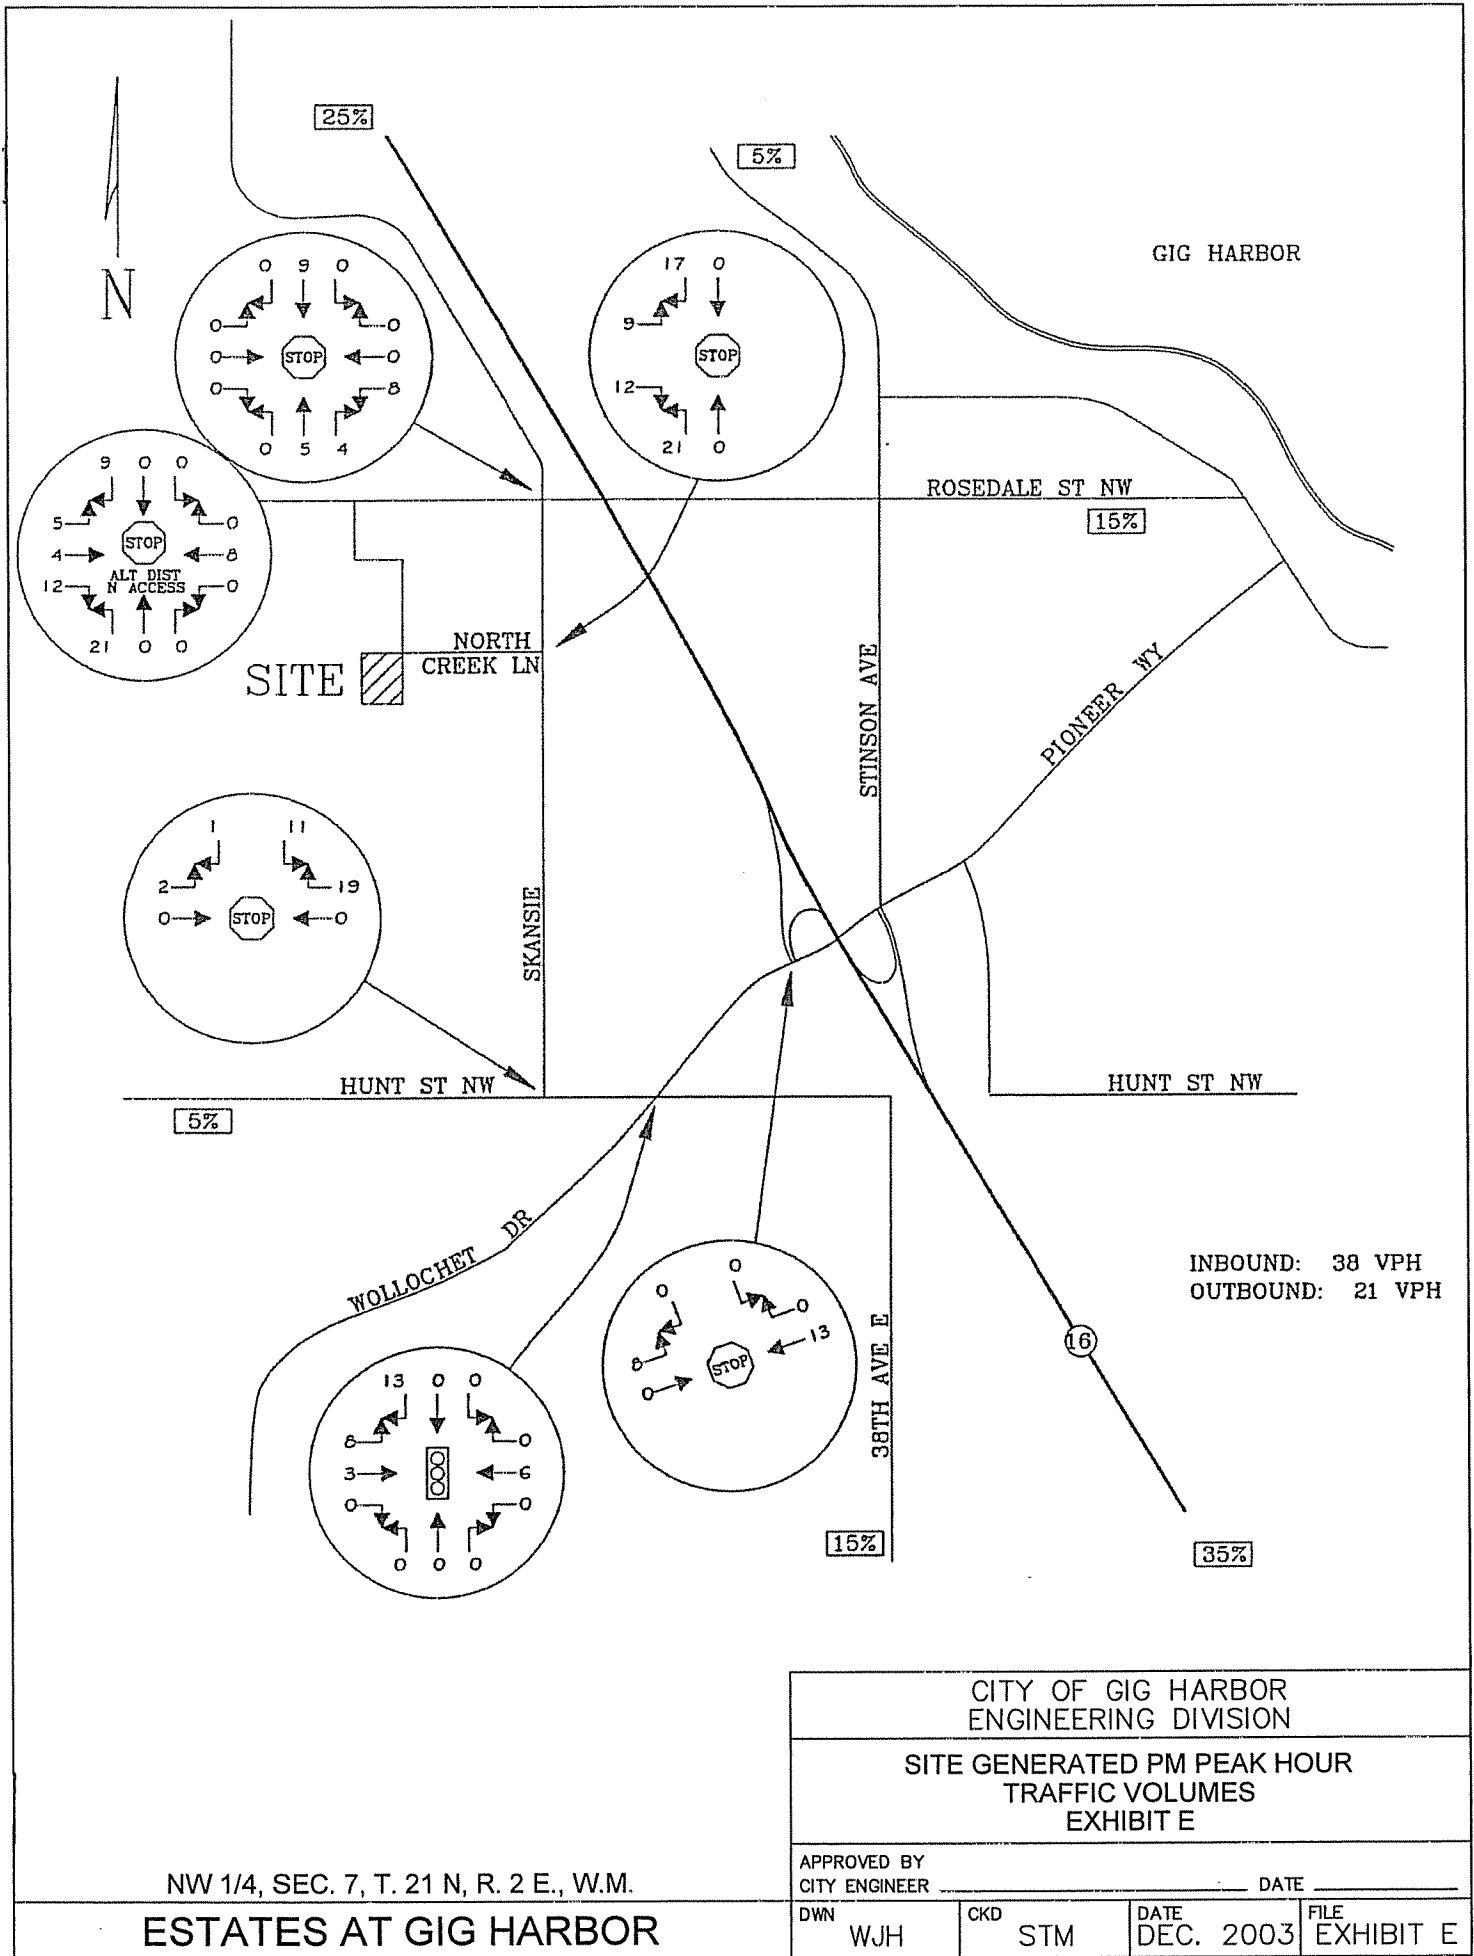 25%
5%
GIG HARBOR
N
0 9 0
0 0
0 STOP 0
0 8
0 5 4
17 0
9
STOP
12
21 0
9 0 0
5 0
STOP
4 8
ALT DIST
N ACCESS
12 0
21 0 0
ROSEDALE ST NW
15%
NORTH
CREEK LN
SITE
STINSON AVE
PIONEER WY
1 11
2 19
0 STOP 0
SKANSIE
HUNT ST NW
HUNT ST NW
5%
WOLLOCHET DR
0 0
8 0
0 STOP 13
38TH AVE E
INBOUND: 38 VPH
OUTBOUND: 21 VPH
16
13 0 0
8 0
3 6
0 0
0 0 0
15%
35%
CITY OF GIG HARBOR
ENGINEERING DIVISION
SITE GENERATED PM PEAK HOUR
TRAFFIC VOLUMES
EXHIBIT E
APPROVED BY
CITY ENGINEER DATE
NW 1/4, SEC. 7, T. 21 N, R. 2 E., W.M.
ESTATES AT GIG HARBOR
DWN WJH
CKD STM
DATE DEC. 2003
FILE EXHIBIT E